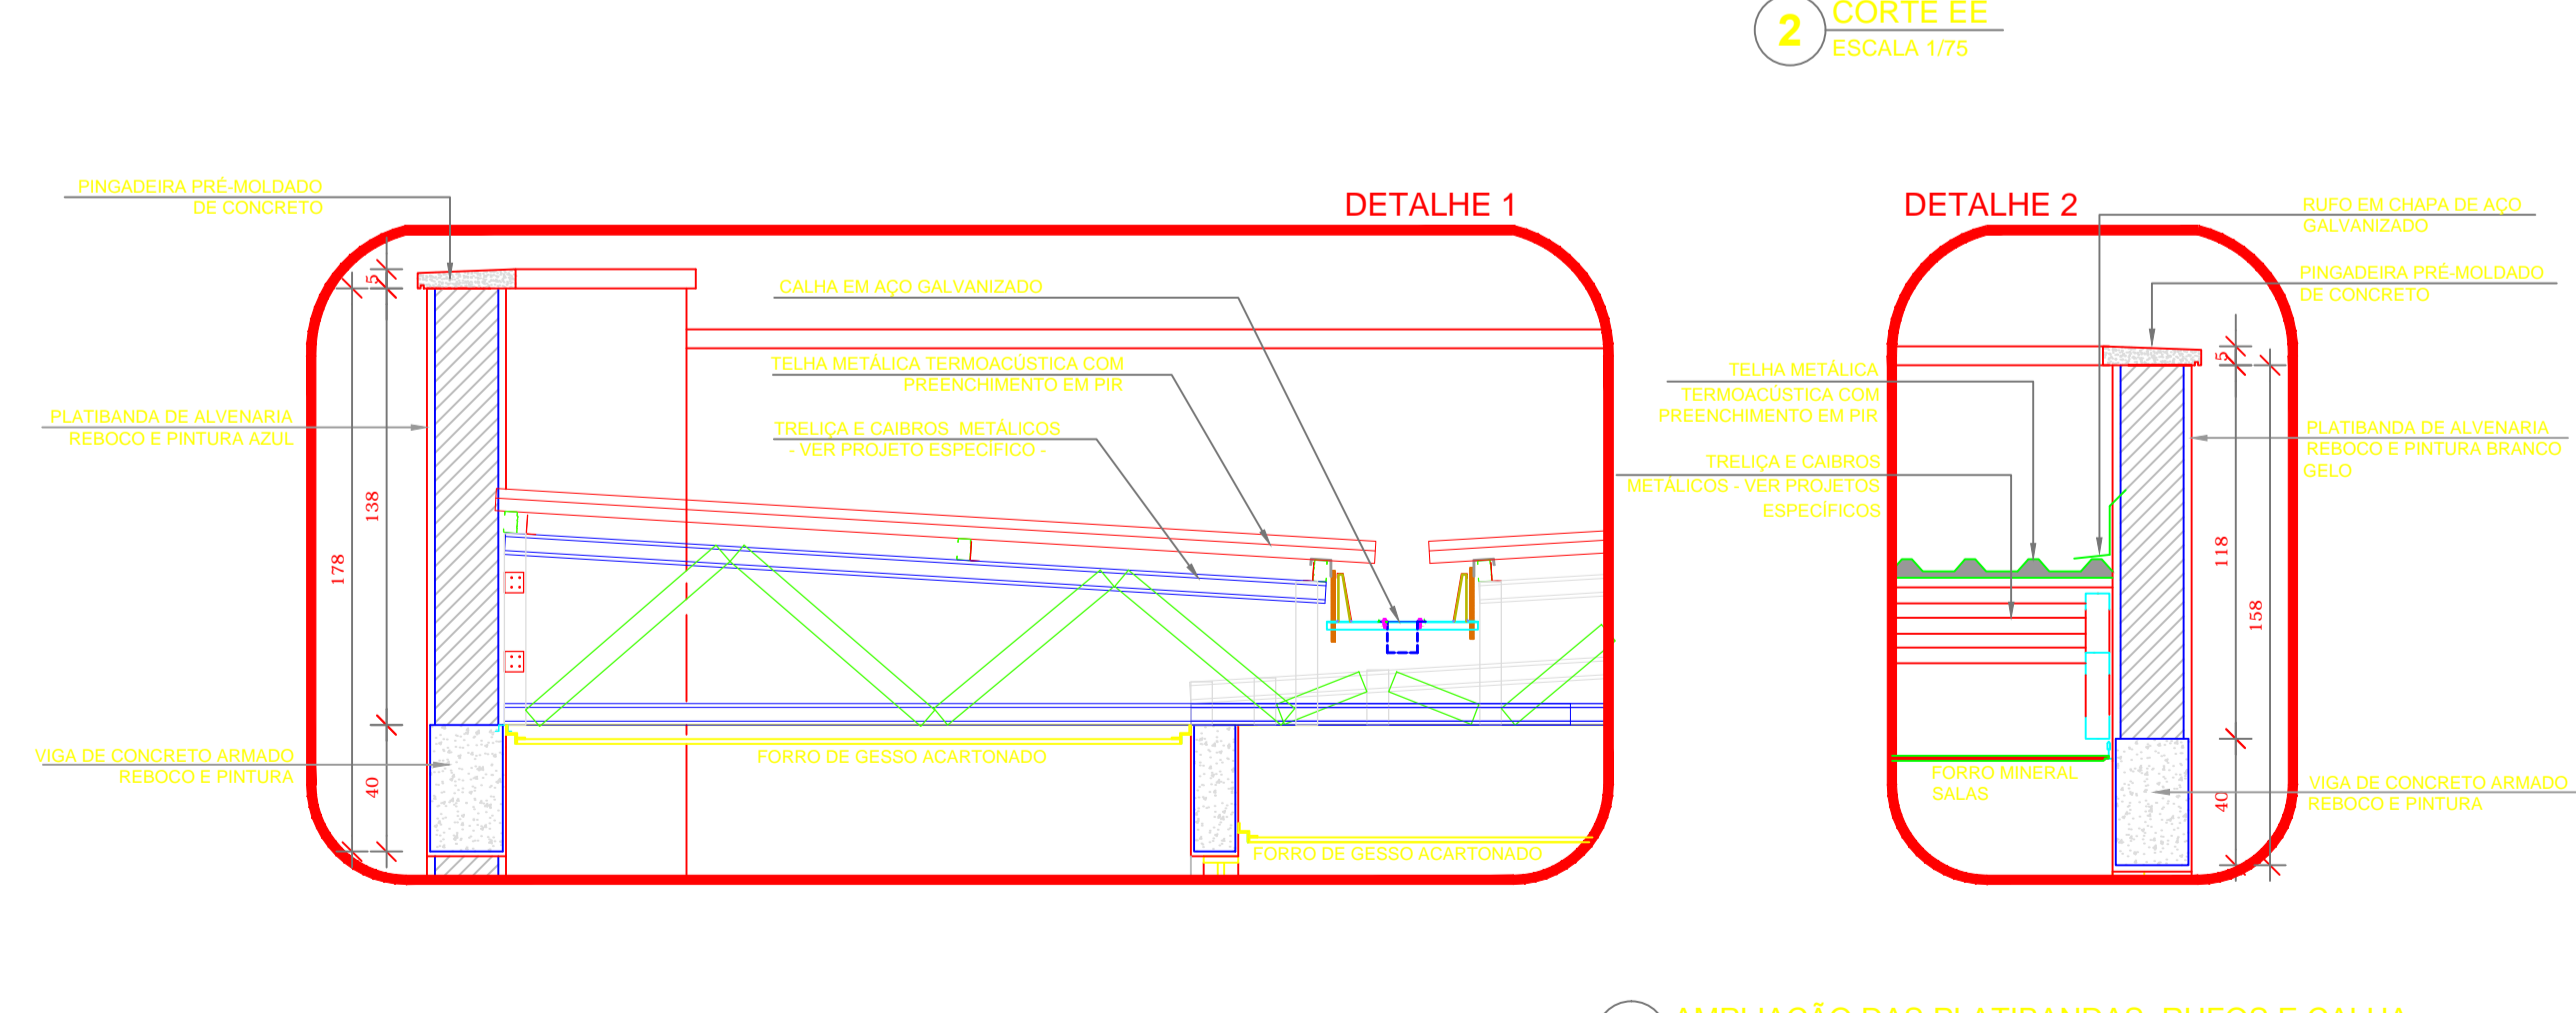 2
CORTE EE
ESCALA 1/75
DETALHE 1
PINGADEIRA PRÉ-MOLDADO
DE CONCRETO
CALHA EM AÇO GALVANIZADO
TELHA METÁLICA TERMOACÚSTICA COM
PREENCHIMENTO EM PIR
PLATIBANDA DE ALVENARIA
REBOCO E PINTURA AZUL
TRELIÇA E CAIBROS METÁLICOS
- VER PROJETO ESPECÍFICO -
VIGA DE CONCRETO ARMADO
REBOCO E PINTURA
FORRO DE GESSO ACARTONADO
FORRO DE GESSO ACARTONADO
5
138
178
40
DETALHE 2
RUFO EM CHAPA DE AÇO
GALVANIZADO
PINGADEIRA PRÉ-MOLDADO
DE CONCRETO
TELHA METÁLICA
TERMOACÚSTICA COM
PREENCHIMENTO EM PIR
PLATIBANDA DE ALVENARIA
REBOCO E PINTURA BRANCO
GELO
TRELIÇA E CAIBROS
METÁLICOS - VER PROJETOS
ESPECÍFICOS
FORRO MINERAL
SALAS
VIGA DE CONCRETO ARMADO
REBOCO E PINTURA
5
118
158
40
AMPLIAÇÃO DAS PLATIBANDAS, RUFOS E CALHA